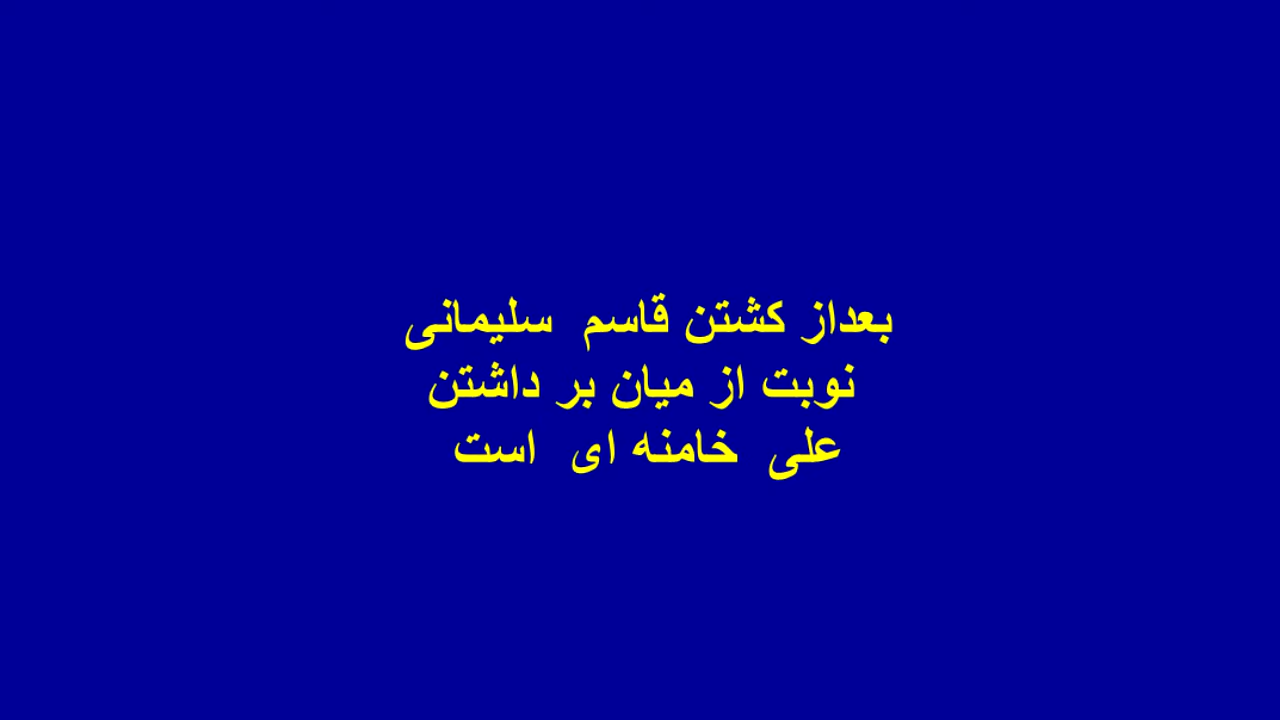 بعداز کشتن قاسم سلیمانی
نوبت از میان بر داشتن
علی خامنه ای است